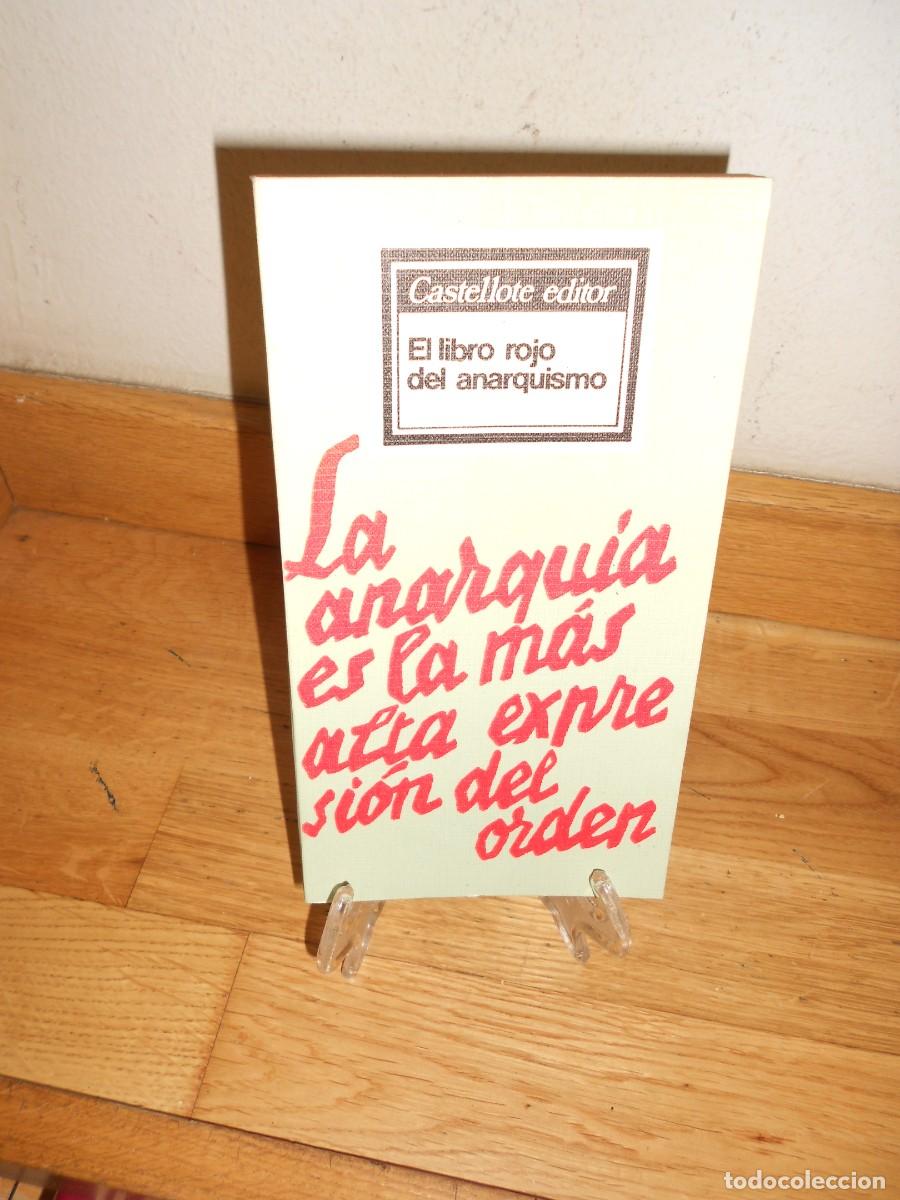 Castellote editor
El libro rojo
del anarquismo
La
anarquía
es la más
alta expre
sión del
orden
todocoleccion